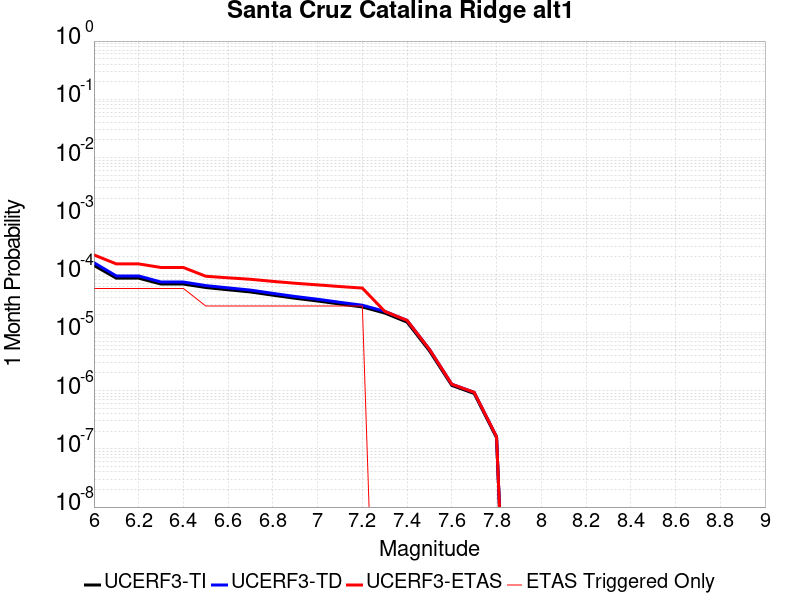 Santa Cruz Catalina Ridge alt1
10^0
10^-1
10^-2
10^-3
10^-4
10^-5
10^-6
10^-7
10^-8
1 Month Probability
6 6.2 6.4 6.6 6.8 7 7.2 7.4 7.6 7.8 8 8.2 8.4 8.6 8.8 9
Magnitude
UCERF3-TI UCERF3-TD UCERF3-ETAS ETAS Triggered Only